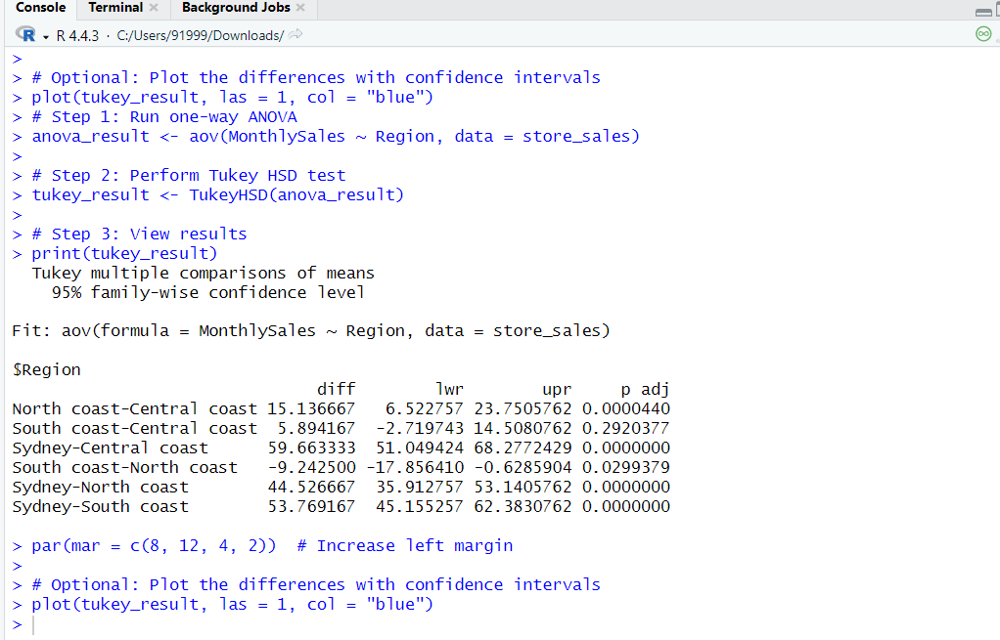 Console Terminal × Background Jobs ×
R R 4.4.3 · C:/Users/91999/Downloads/
>
> # Optional: Plot the differences with confidence intervals
> plot(tukey_result, las = 1, col = "blue")
> # Step 1: Run one-way ANOVA
> anova_result <- aov(MonthlySales ~ Region, data = store_sales)
>
> # Step 2: Perform Tukey HSD test
> tukey_result <- TukeyHSD(anova_result)
>
> # Step 3: View results
> print(tukey_result)
  Tukey multiple comparisons of means
    95% family-wise confidence level

Fit: aov(formula = MonthlySales ~ Region, data = store_sales)

$Region
                               diff        lwr        upr     p adj
North coast-Central coast 15.136667   6.522757 23.7505762 0.0000440
South coast-Central coast  5.894167  -2.719743 14.5080762 0.2920377
Sydney-Central coast      59.663333  51.049424 68.2772429 0.0000000
South coast-North coast   -9.242500 -17.856410 -0.6285904 0.0299379
Sydney-North coast        44.526667  35.912757 53.1405762 0.0000000
Sydney-South coast        53.769167  45.155257 62.3830762 0.0000000

> par(mar = c(8, 12, 4, 2))  # Increase left margin
>
> # Optional: Plot the differences with confidence intervals
> plot(tukey_result, las = 1, col = "blue")
>